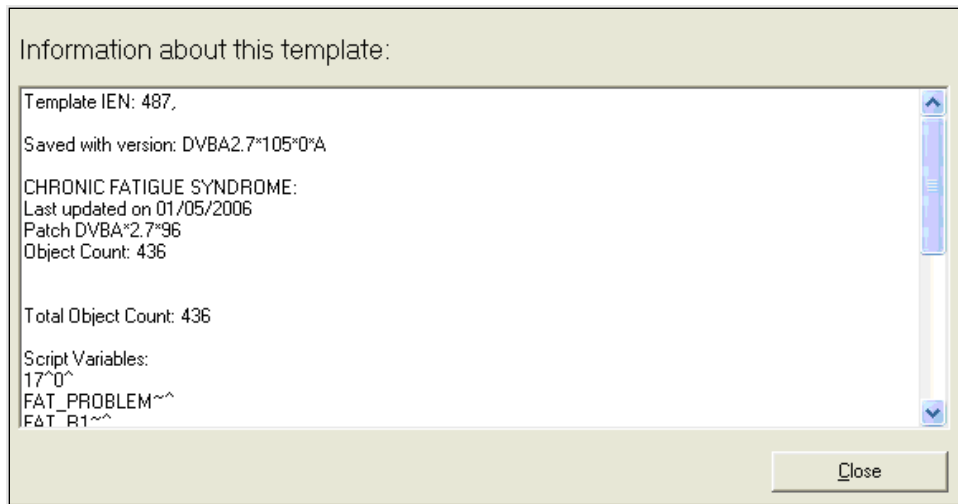 Information about this template:
Template IEN: 487,
Saved with version: DVBA2.7*105*0*A
CHRONIC FATIGUE SYNDROME:
Last updated on 01/05/2006
Patch DVBA*2.7*96
Object Count: 436
Total Object Count: 436
Script Variables:
17^0^
FAT_PROBLEM~^
FAT_R1~^
Close